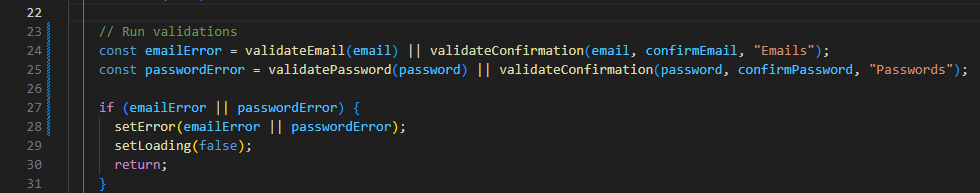 22
23 // Run validations
24 const emailError = validateEmail(email) || validateConfirmation(email, confirmEmail, "Emails");
25 const passwordError = validatePassword(password) || validateConfirmation(password, confirmPassword, "Passwords");
26
27 if (emailError || passwordError) {
28 setError(emailError || passwordError);
29 setLoading(false);
30 return;
31 }